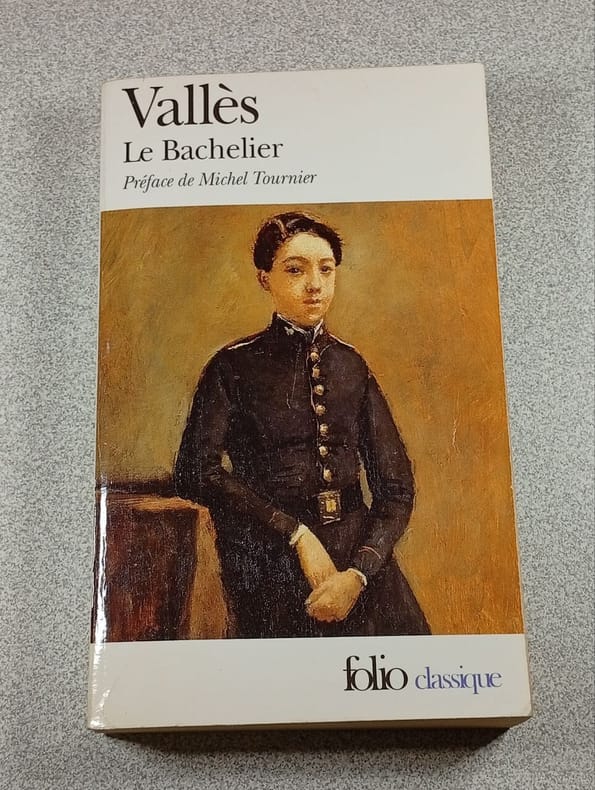 Vallès
Le Bachelier
Préface de Michel Tournier
folio classique